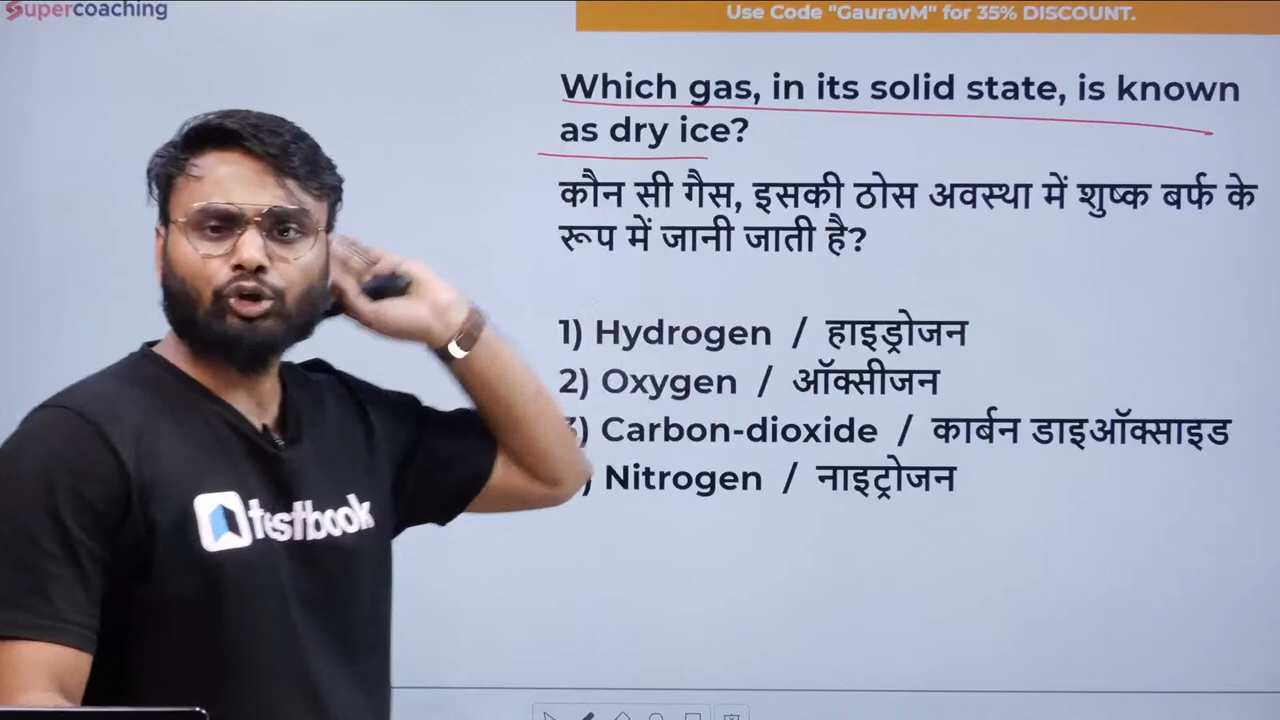 Supercoaching
Use Code "GauravM" for 35% DISCOUNT.
Which gas, in its solid state, is known
as dry ice?
कौन सी गैस, इसकी ठोस अवस्था में शुष्क बर्फ के
रूप में जानी जाती है?
1) Hydrogen / हाइड्रोजन
2) Oxygen / ऑक्सीजन
3) Carbon-dioxide / कार्बन डाइऑक्साइड
) Nitrogen / नाइट्रोजन
testbook